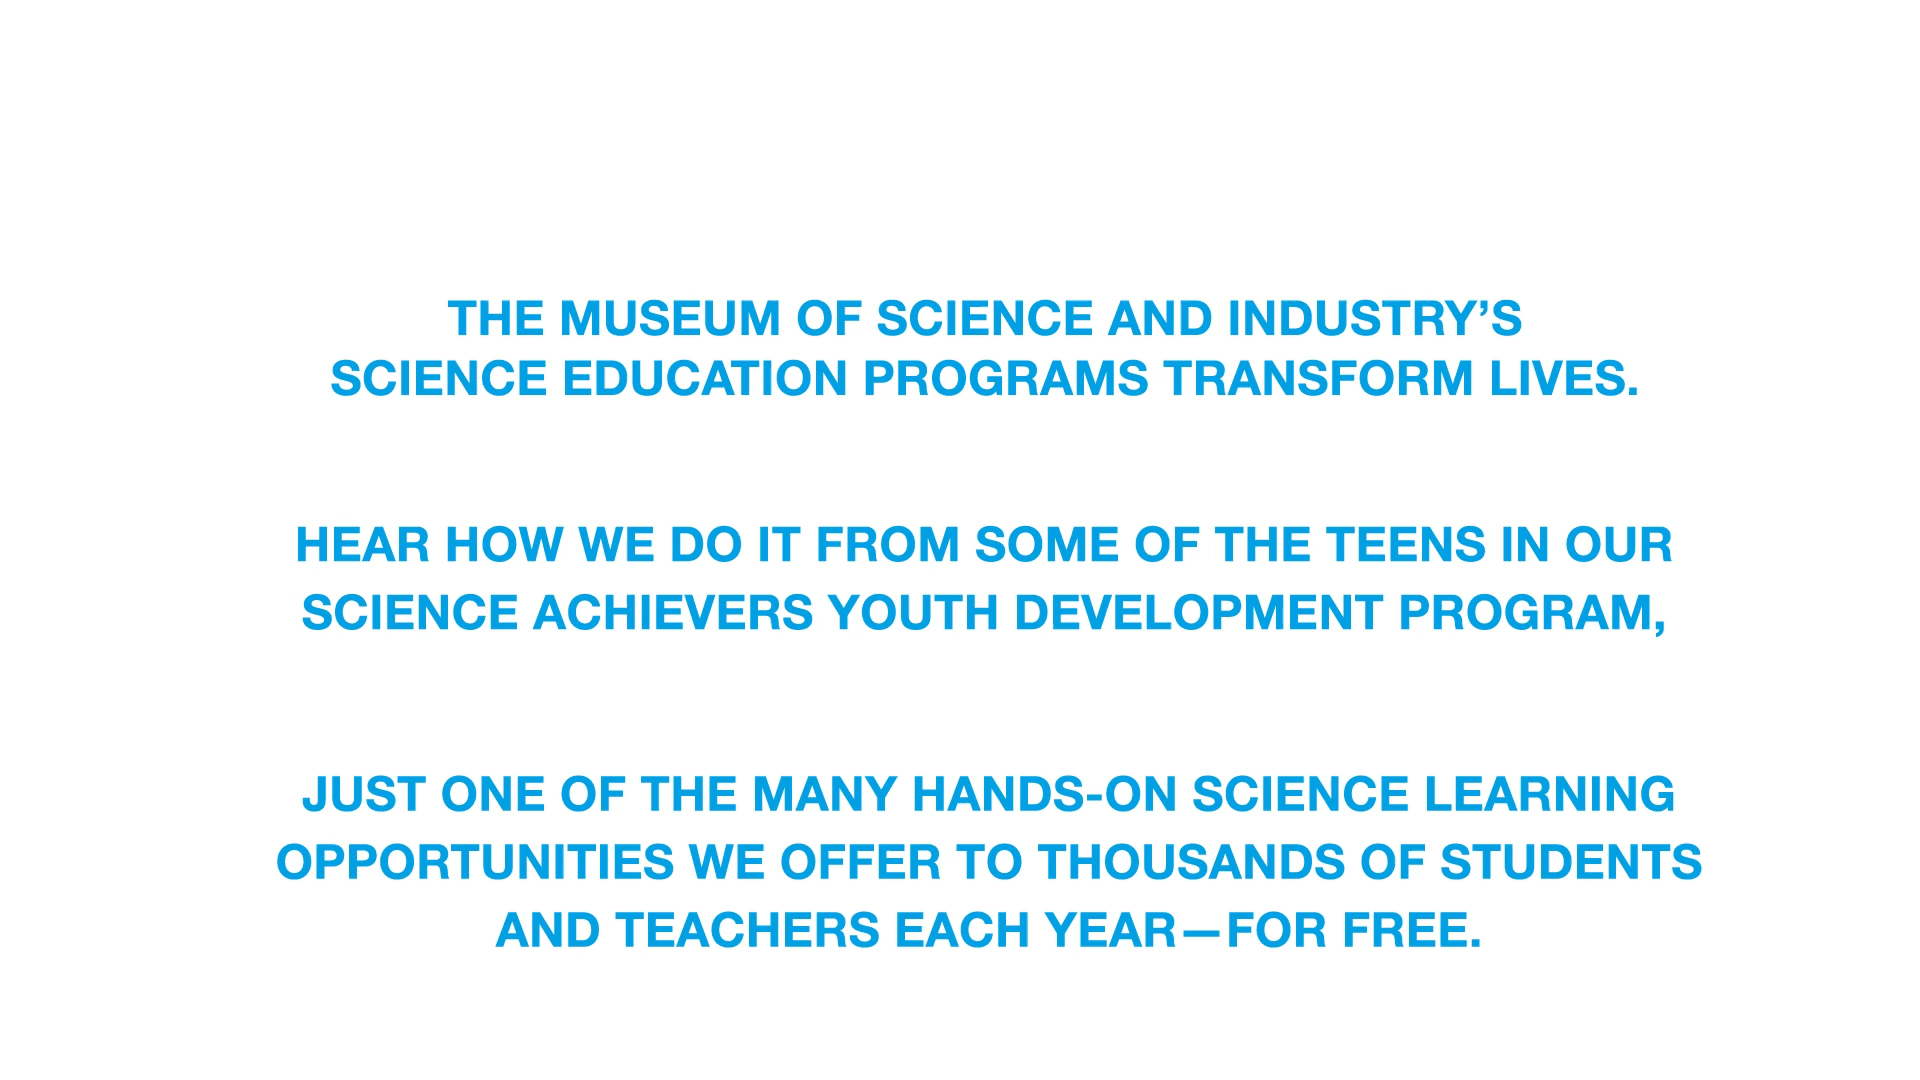 THE MUSEUM OF SCIENCE AND INDUSTRY’S
SCIENCE EDUCATION PROGRAMS TRANSFORM LIVES.
HEAR HOW WE DO IT FROM SOME OF THE TEENS IN OUR
SCIENCE ACHIEVERS YOUTH DEVELOPMENT PROGRAM,
JUST ONE OF THE MANY HANDS-ON SCIENCE LEARNING
OPPORTUNITIES WE OFFER TO THOUSANDS OF STUDENTS
AND TEACHERS EACH YEAR—FOR FREE.